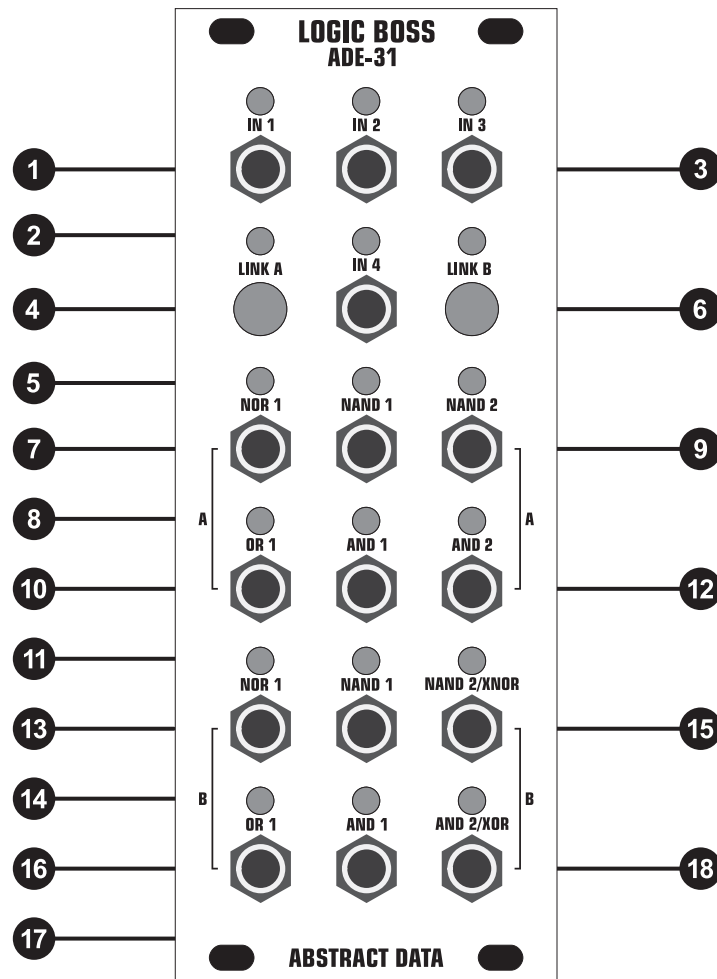 LOGIC BOSS
ADE-31
IN 1 IN 2 IN 3
1 3
2
LINK A IN 4 LINK B
4 6
5
NOR 1 NAND 1 NAND 2
7 9
8 A A
OR 1 AND 1 AND 2
10 12
11
NOR 1 NAND 1 NAND 2/XNOR
13 15
14 B B
OR 1 AND 1 AND 2/XOR
16 18
17
ABSTRACT DATA